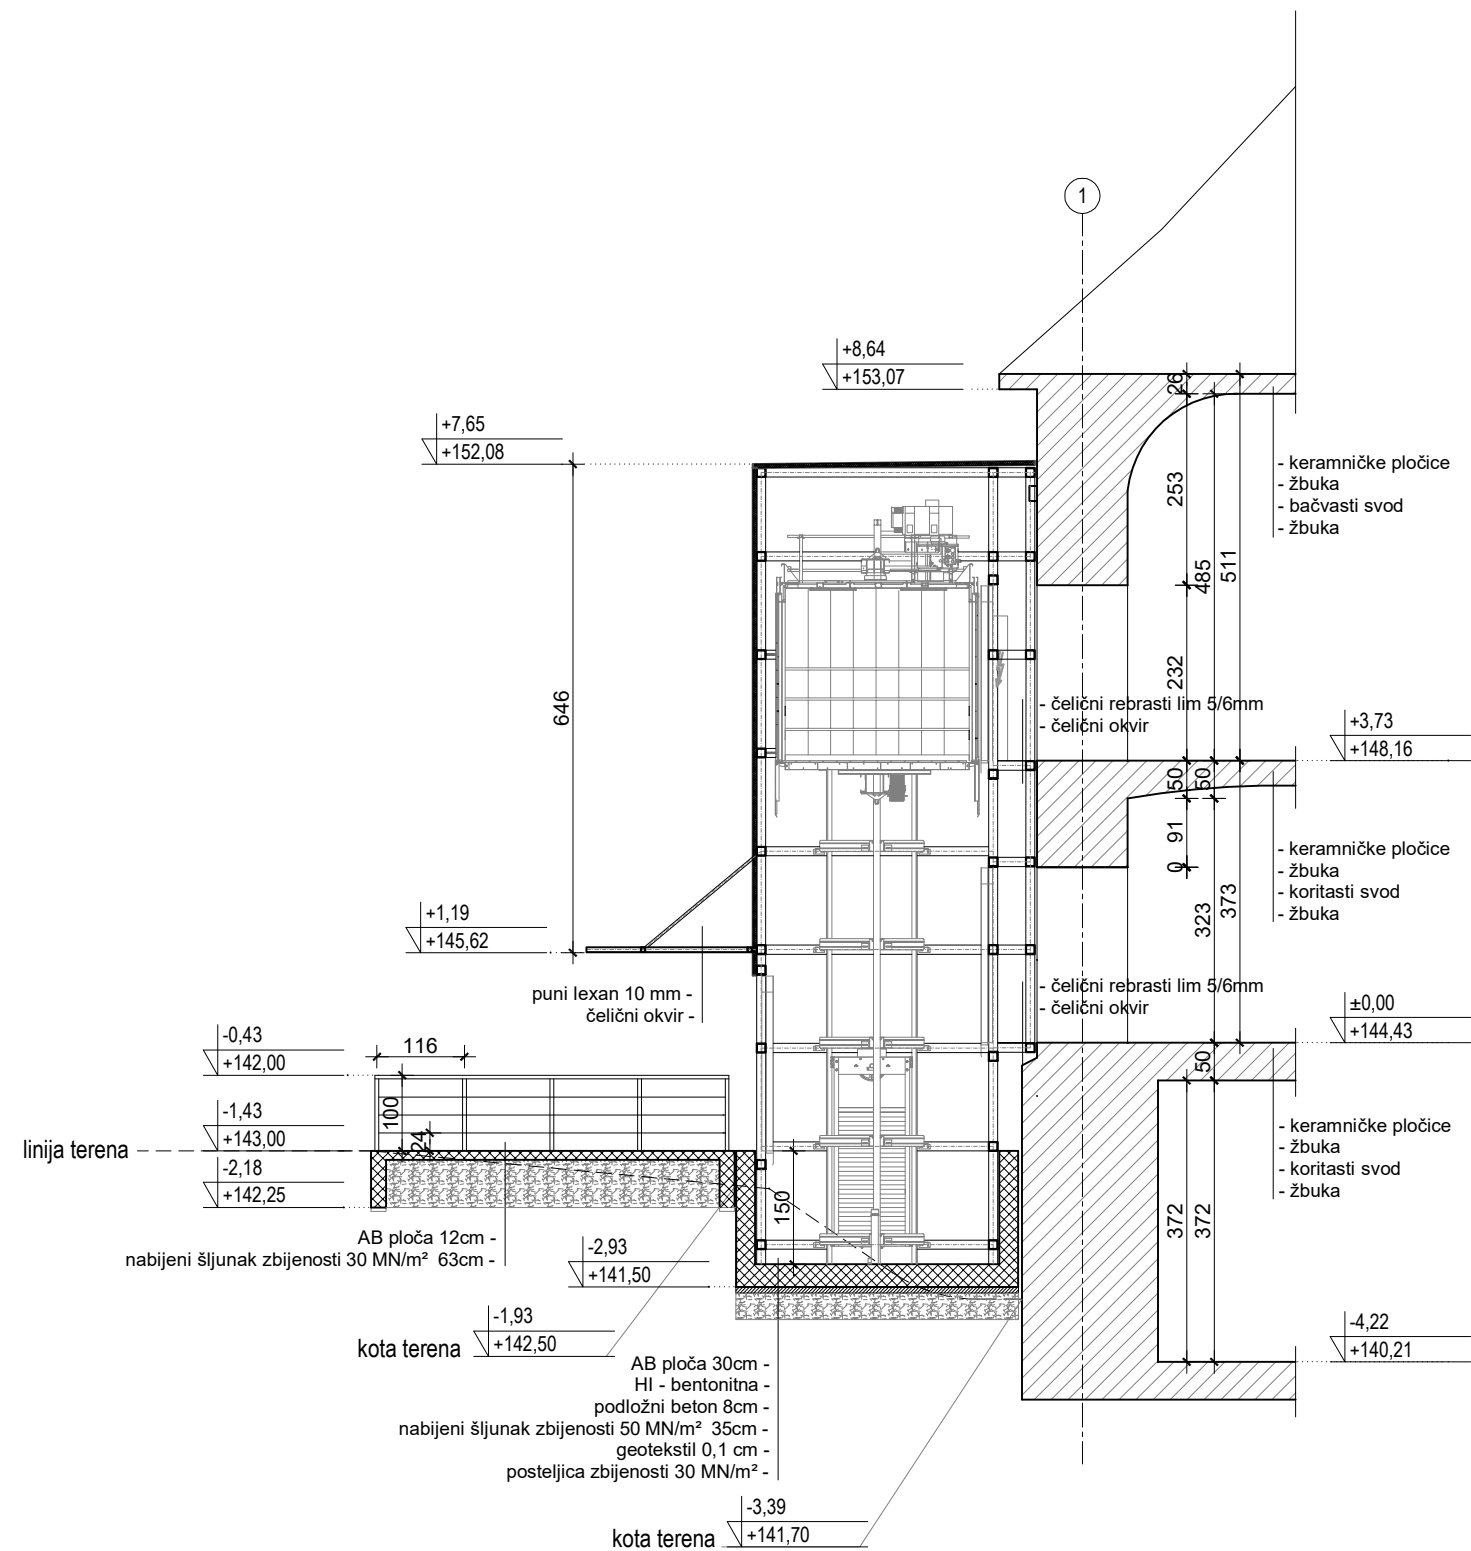 1
+8,64
+153,07
26
+7,65
+152,08
- keramničke pločice
- žbuka
- bačvasti svod
- žbuka
253
485
511
646
232
- čelični rebrasti lim 5/6mm
- čelični okvir
+3,73
+148,16
50
50
91
0
- keramničke pločice
- žbuka
- koritasti svod
- žbuka
323
373
+1,19
+145,62
puni lexan 10 mm -
čelični okvir -
- čelični rebrasti lim 5/6mm
- čelični okvir
±0,00
+144,43
-0,43
+142,00
116
50
100
24
-1,43
+143,00
linija terena
-2,18
+142,25
- keramničke pločice
- žbuka
- koritasti svod
- žbuka
150
372
372
AB ploča 12cm -
nabijeni šljunak zbijenosti 30 MN/m² 63cm -
-2,93
+141,50
-1,93
+142,50
kota terena
-4,22
+140,21
AB ploča 30cm -
HI - bentonitna -
podložni beton 8cm -
nabijeni šljunak zbijenosti 50 MN/m² 35cm -
geotekstil 0,1 cm -
posteljica zbijenosti 30 MN/m² -
-3,39
+141,70
kota terena